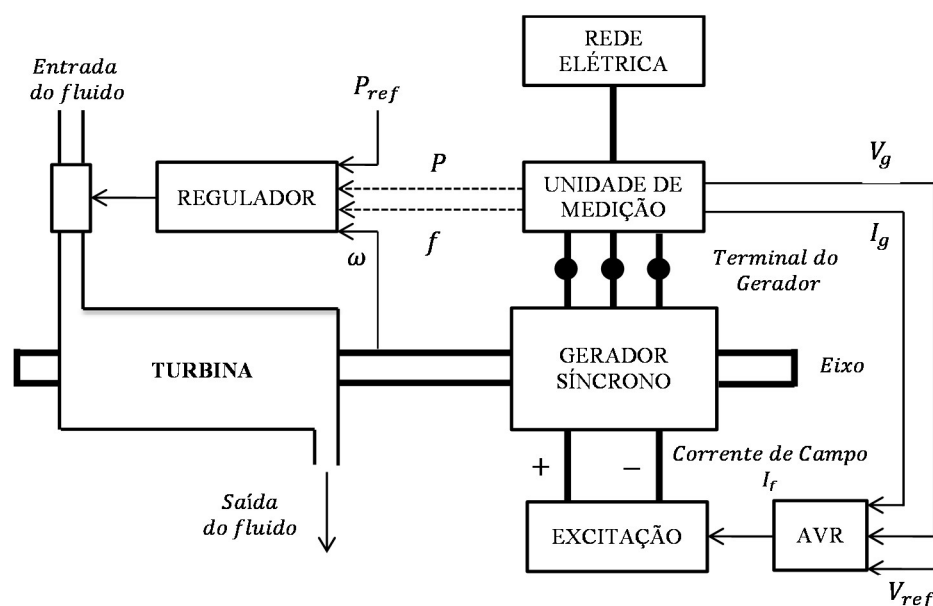 REDE
ELÉTRICA
Entrada
do fluido
P_ref
REGULADOR
P
f
ω
UNIDADE DE
MEDIÇÃO
V_g
I_g
Terminal do
Gerador
TURBINA
GERADOR
SÍNCRONO
Eixo
+
−
Corrente de Campo
I_f
Saída
do fluido
EXCITAÇÃO
AVR
V_ref